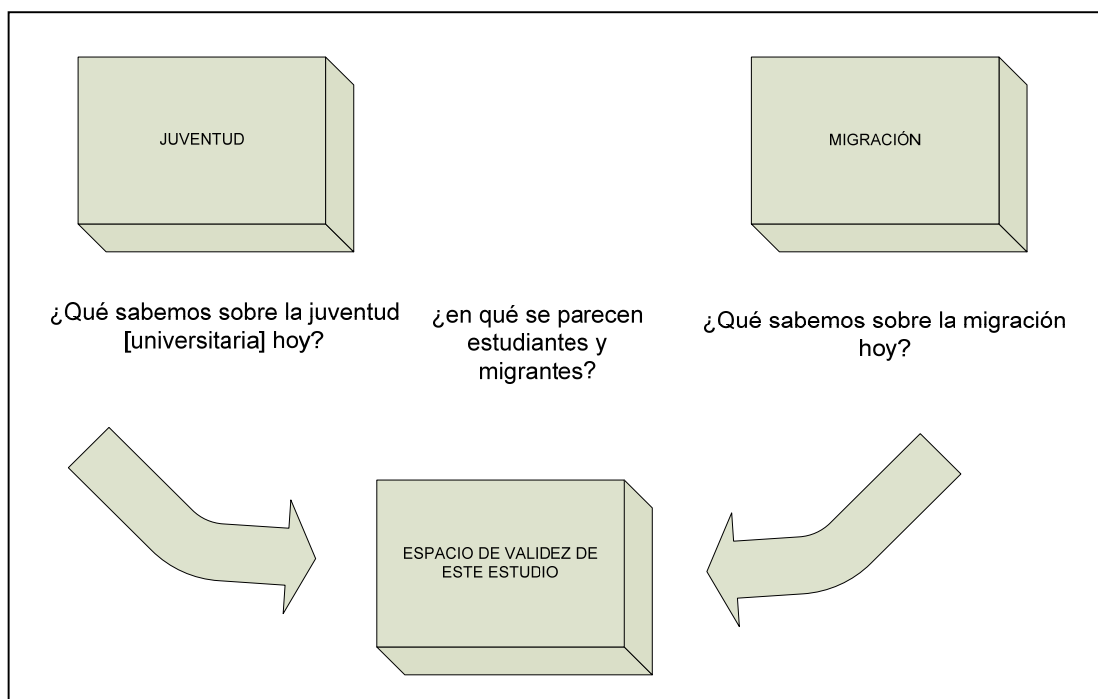 JUVENTUD
MIGRACIÓN
¿Qué sabemos sobre la juventud
[universitaria] hoy?
¿en qué se parecen
estudiantes y
migrantes?
¿Qué sabemos sobre la migración
hoy?
ESPACIO DE VALIDEZ DE
ESTE ESTUDIO